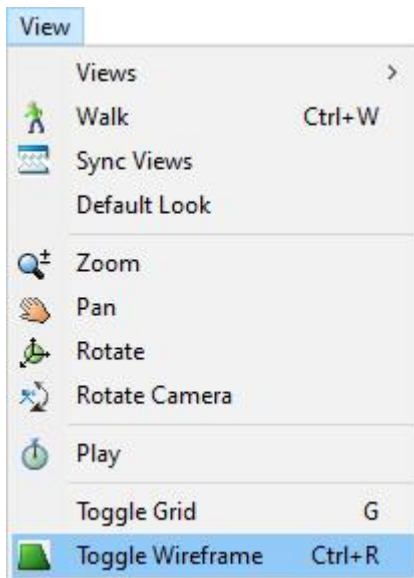 View
Views
Walk Ctrl+W
Sync Views
Default Look
Zoom
Pan
Rotate
Rotate Camera
Play
Toggle Grid G
Toggle Wireframe Ctrl+R